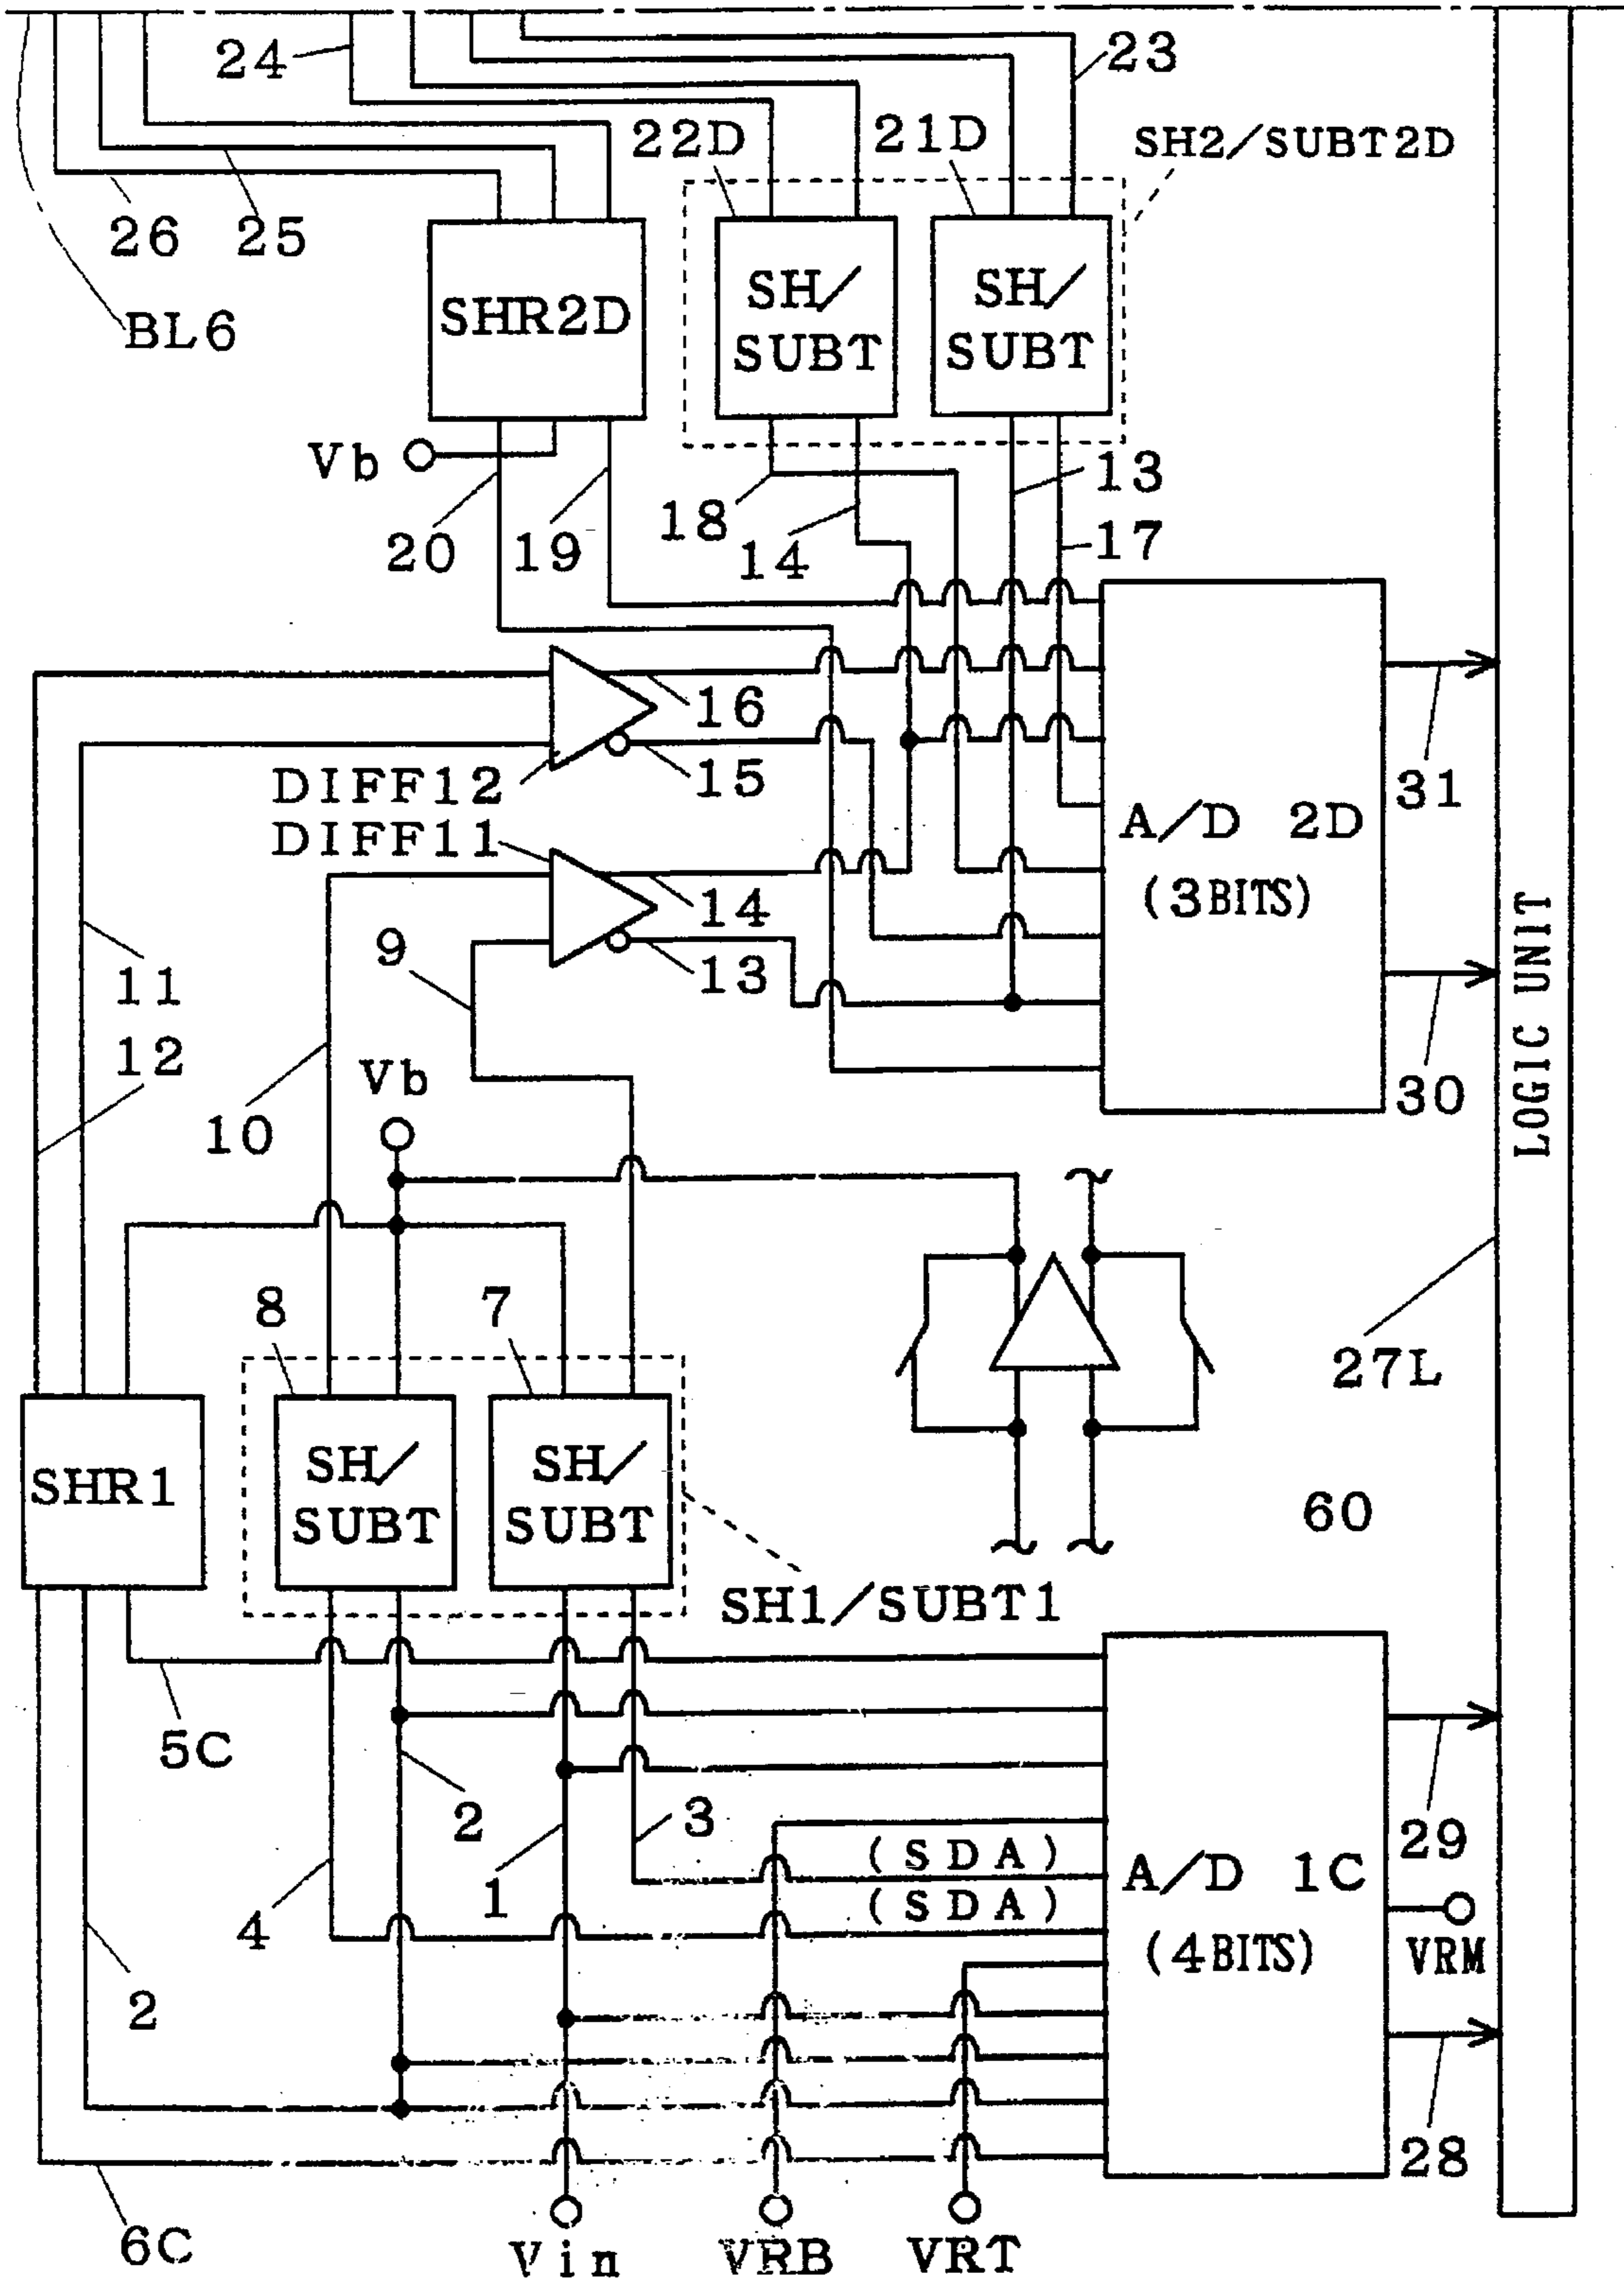 24
23
22D
21D
SH2/SUBT2D
26
25
BL6
SHR2D
SH/
SUBT
SH/
SUBT
Vb
20
19
18
14
13
17
16
15
DIFF12
DIFF11
14
13
9
A/D 2D
(3BITS)
31
30
LOGIC UNIT
11
12
10
Vb
8
7
27L
SHR1
SH/
SUBT
SH/
SUBT
60
SH1/SUBT1
5C
2
3
1
4
2
(SDA)
(SDA)
A/D 1C
(4BITS)
29
VRM
28
6C
Vin
VRB
VRT